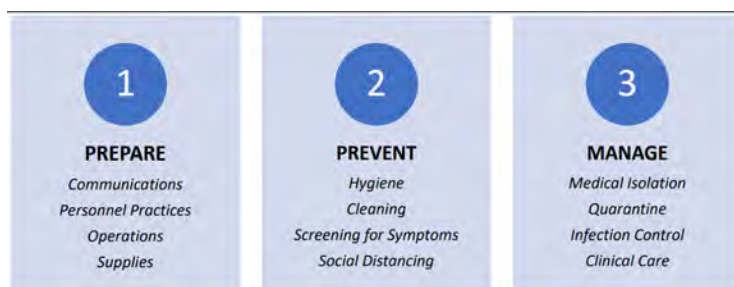 1
PREPARE
Communications
Personnel Practices
Operations
Supplies
2
PREVENT
Hygiene
Cleaning
Screening for Symptoms
Social Distancing
3
MANAGE
Medical Isolation
Quarantine
Infection Control
Clinical Care